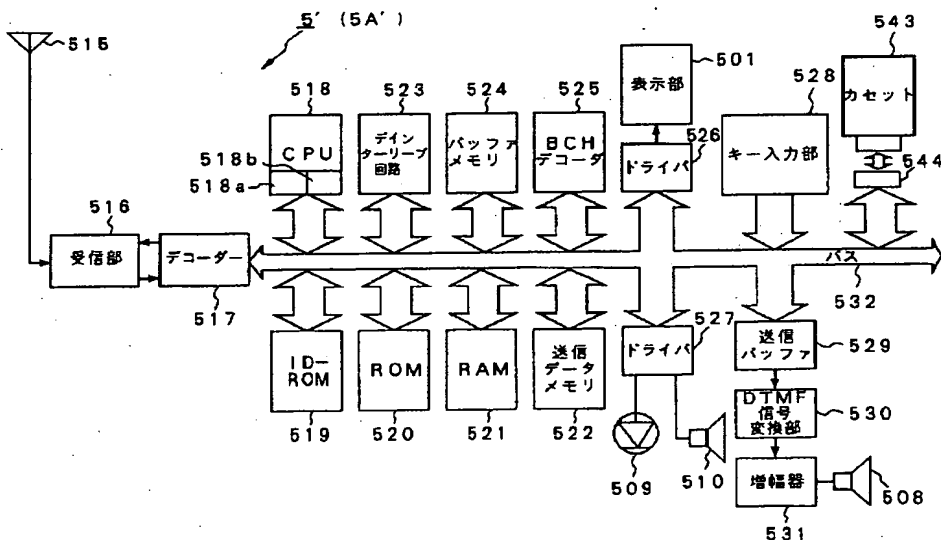 5′ (5A′)
515
518
523
524
525
501
表示部
528
543
カセット
CPU
518b
518a
デイン
ターリーブ
回路
バッファ
メモリ
BCH
デコーダ
526
ドライバ
キー入力部
544
516
受信部
デコーダー
517
バス
532
ID-
ROM
519
ROM
520
RAM
521
送信
データ
メモリ
522
527
ドライバ
509
510
送信
バッファ
529
DTMF
信号
変換部
530
増幅器
531
508